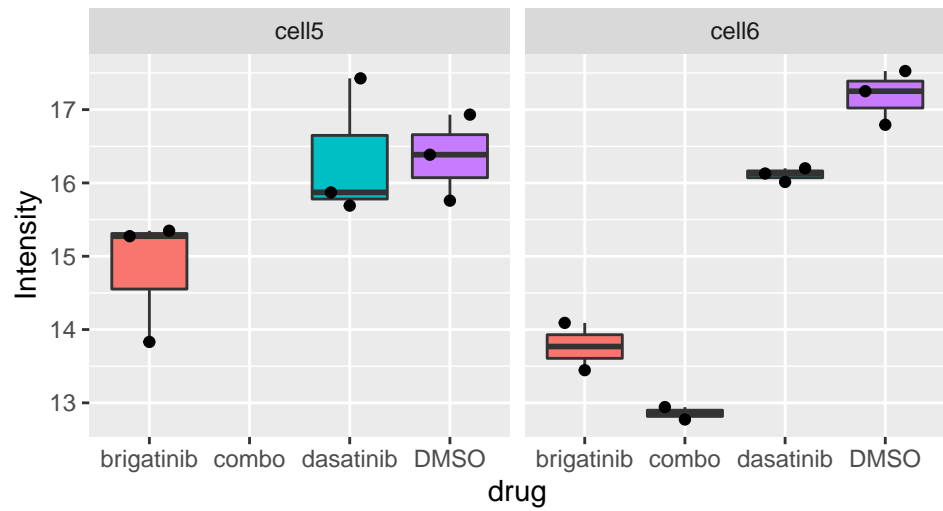 cell5
cell6
Intensity
17
16
15
14
13
brigatinib combo dasatinib DMSO
brigatinib combo dasatinib DMSO
drug